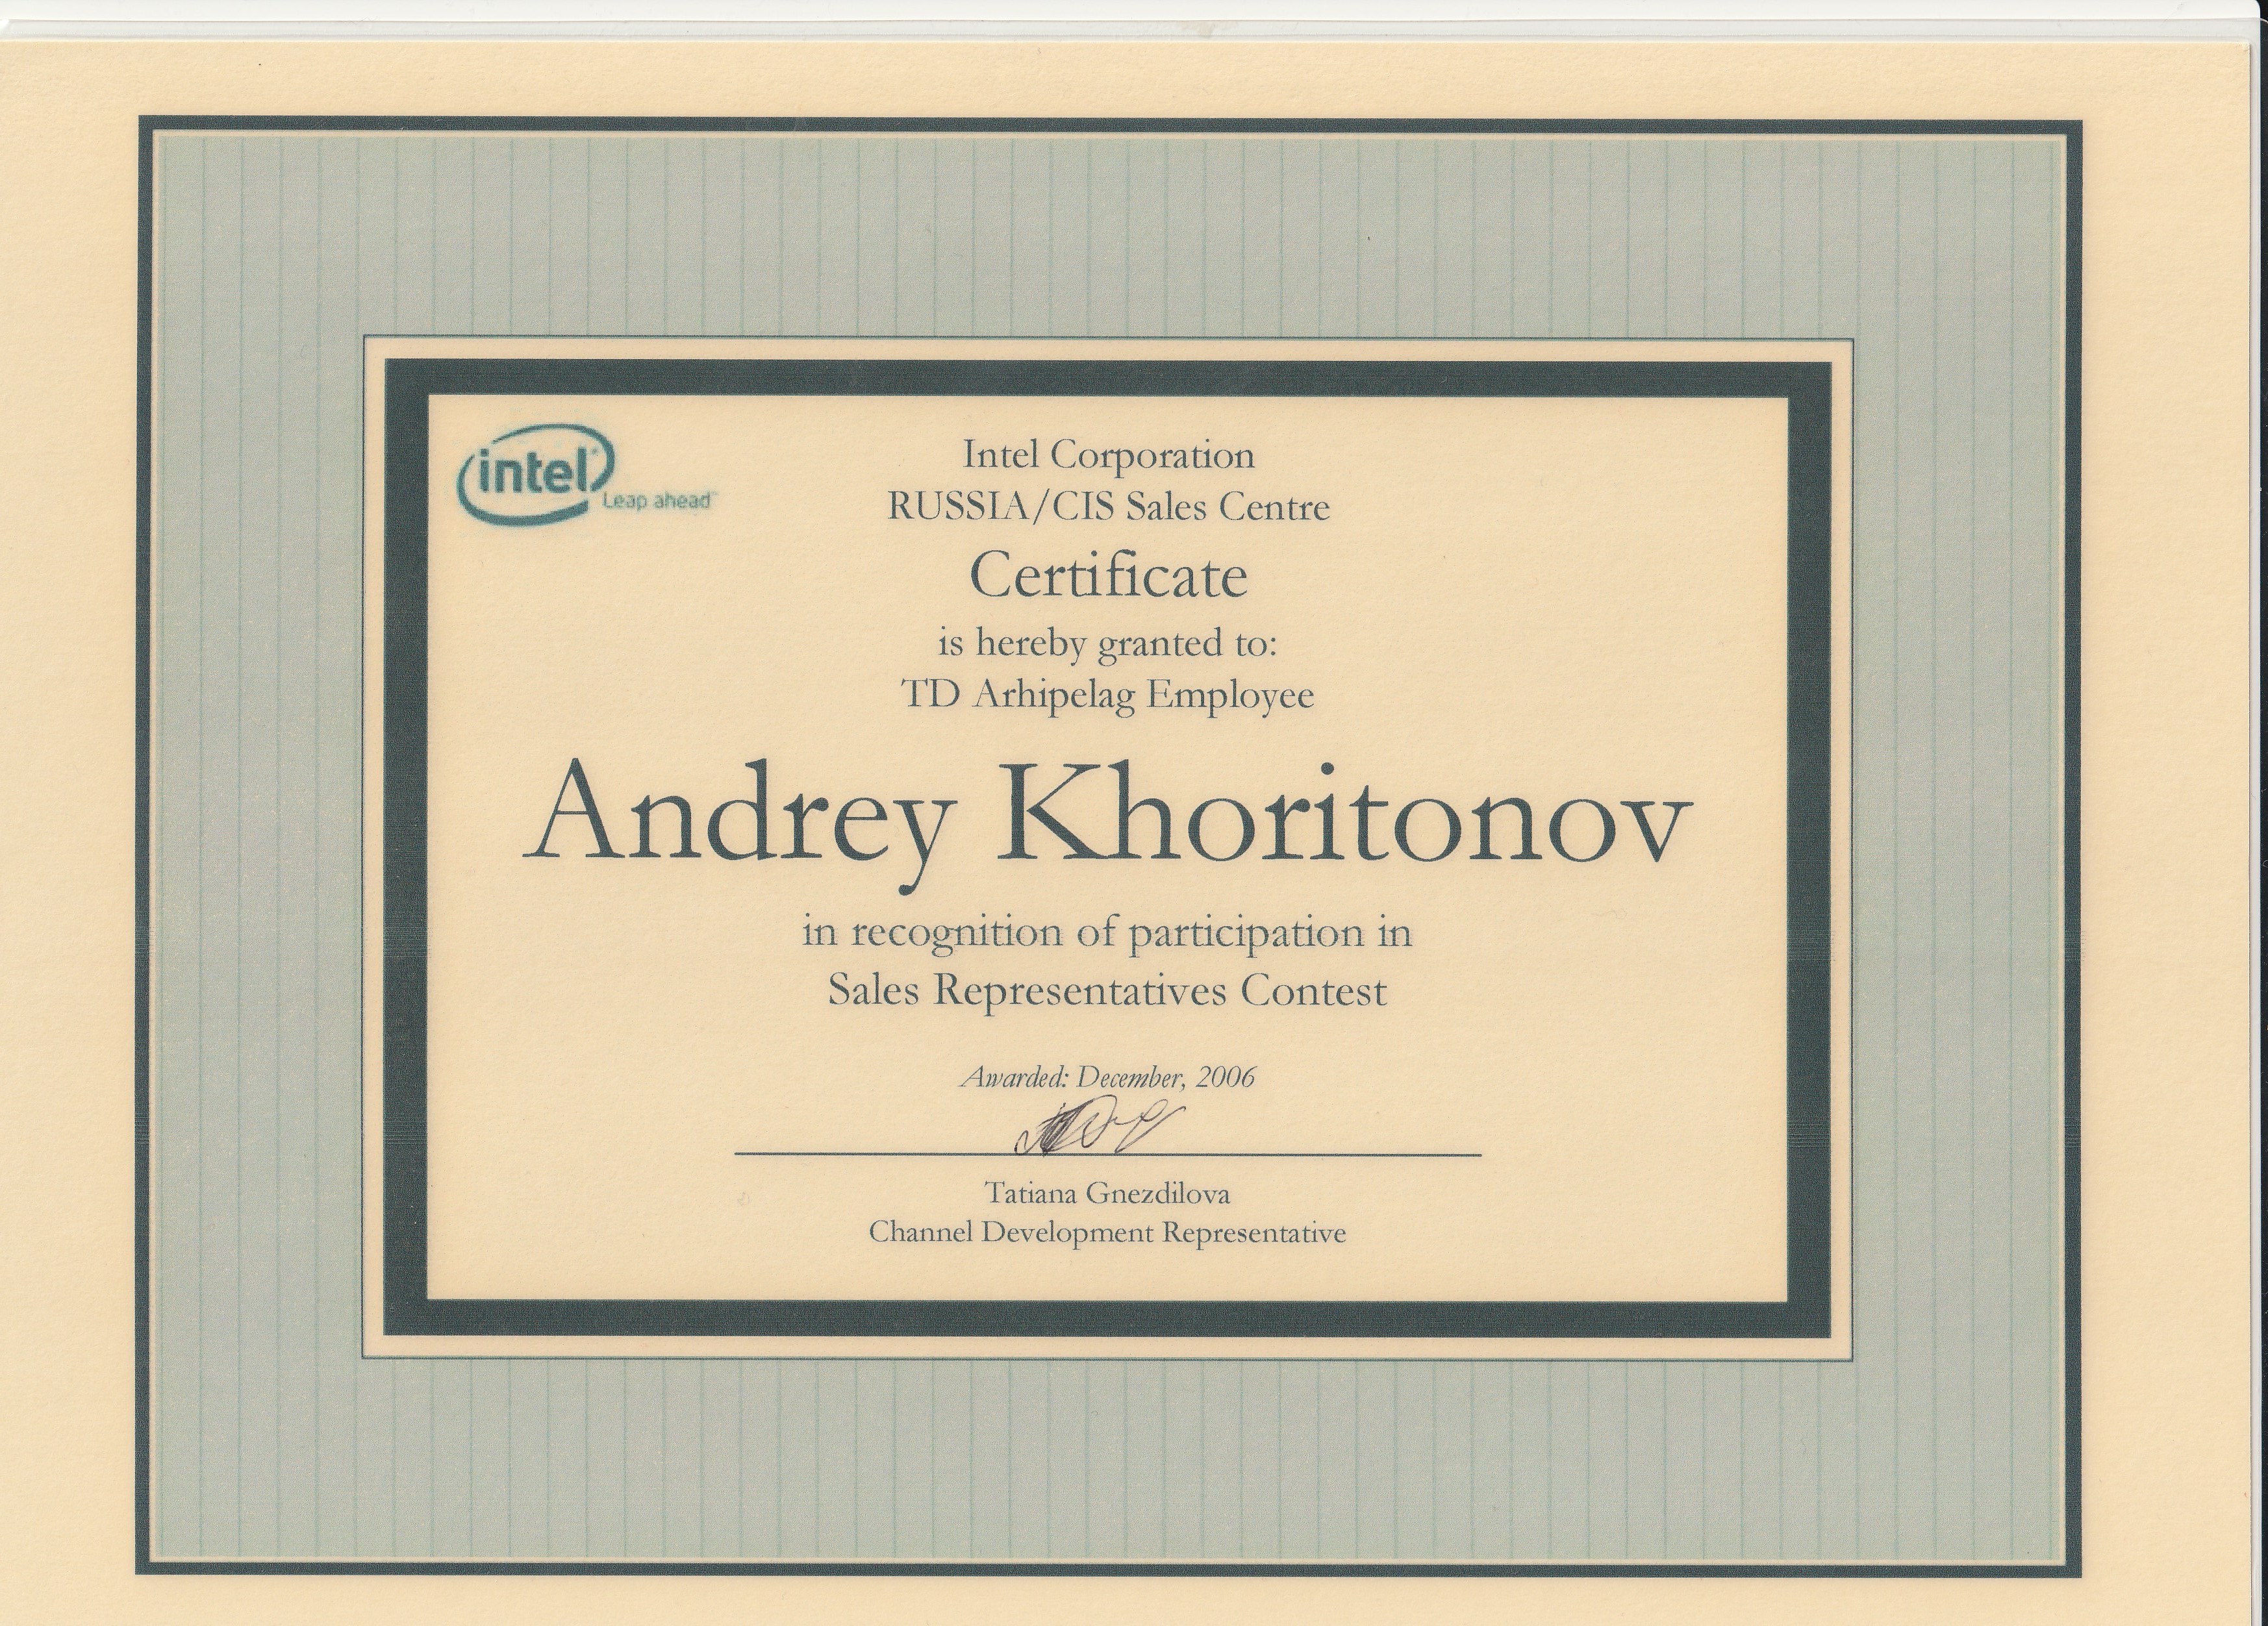 intel
Leap ahead™
Intel Corporation
RUSSIA/CIS Sales Centre
Certificate
is hereby granted to:
TD Arhipelag Employee
Andrey Khoritonov
in recognition of participation in
Sales Representatives Contest
Awarded: December, 2006
Tatiana Gnezdilova
Channel Development Representative